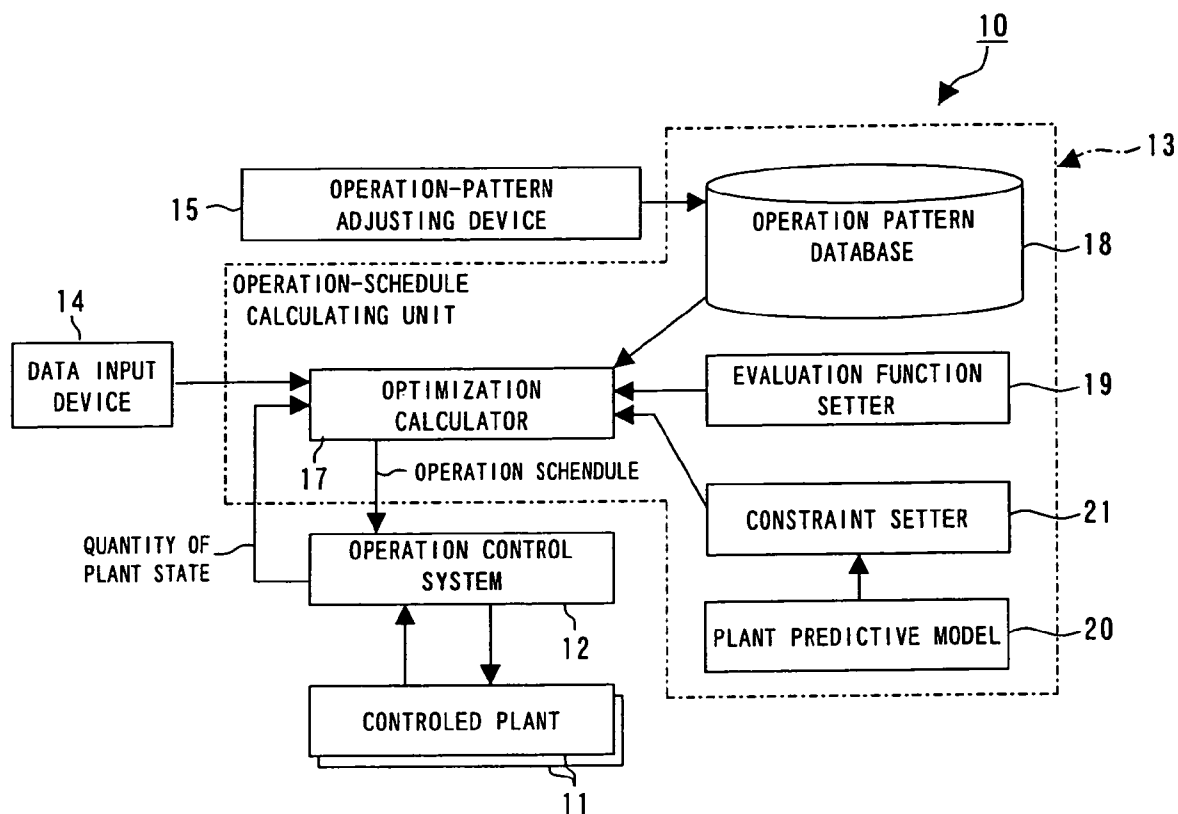 10
13
OPERATION-PATTERN
ADJUSTING DEVICE
15
OPERATION PATTERN
DATABASE
18
OPERATION-SCHEDULE
CALCULATING UNIT
14
DATA INPUT
DEVICE
OPTIMIZATION
CALCULATOR
17
EVALUATION FUNCTION
SETTER
19
OPERATION SCHENDULE
CONSTRAINT SETTER
21
QUANTITY OF
PLANT STATE
OPERATION CONTROL
SYSTEM
12
PLANT PREDICTIVE MODEL
20
CONTROLED PLANT
11